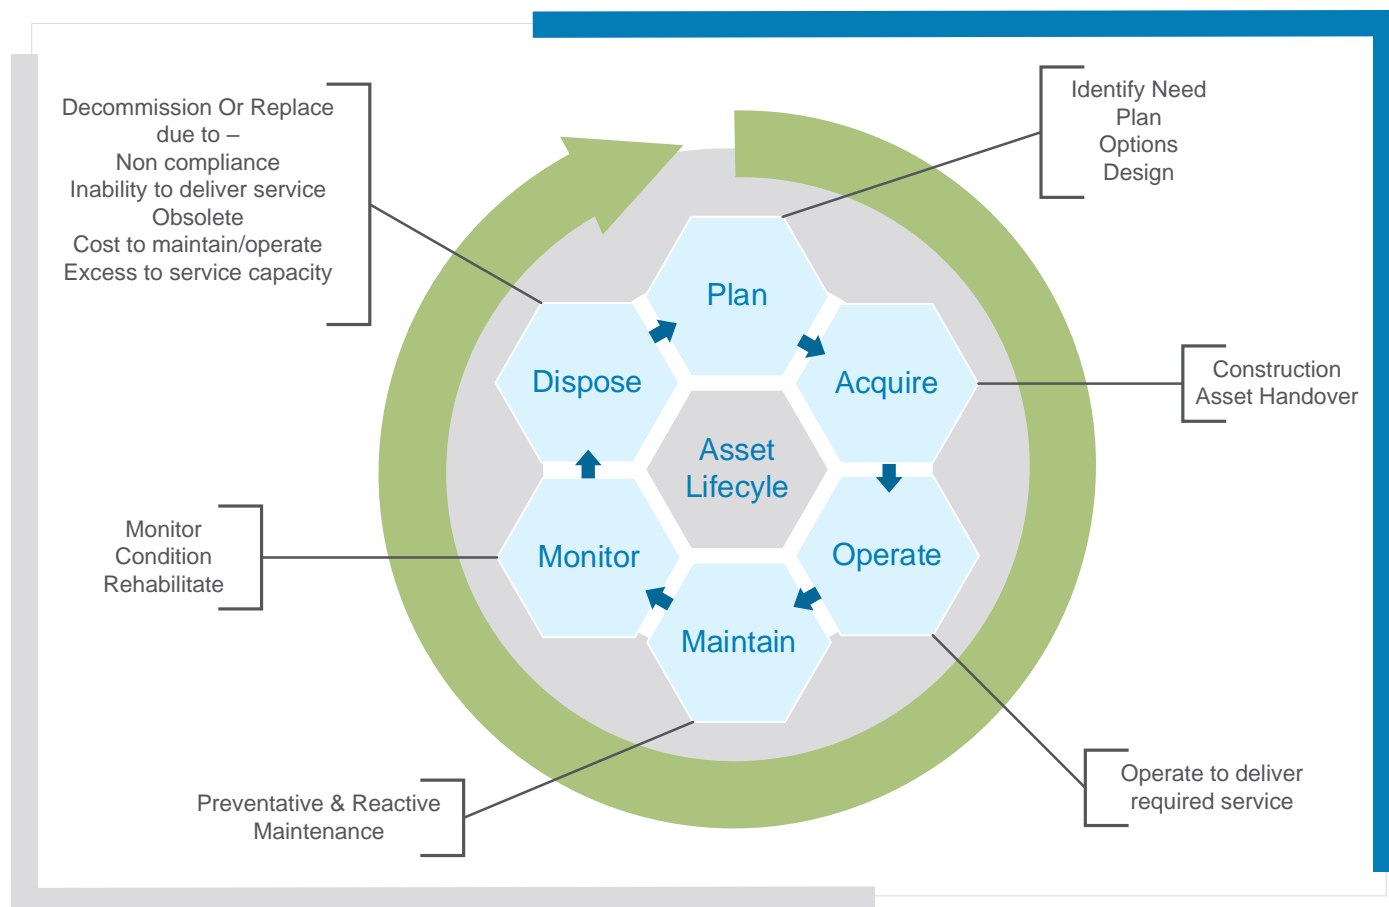 Decommission Or Replace
due to –
Non compliance
Inability to deliver service
Obsolete
Cost to maintain/operate
Excess to service capacity
Identify Need
Plan
Options
Design
Plan
Dispose
Acquire
Construction
Asset Handover
Asset
Lifecyle
Monitor
Condition
Rehabilitate
Monitor
Operate
Maintain
Operate to deliver
required service
Preventative & Reactive
Maintenance